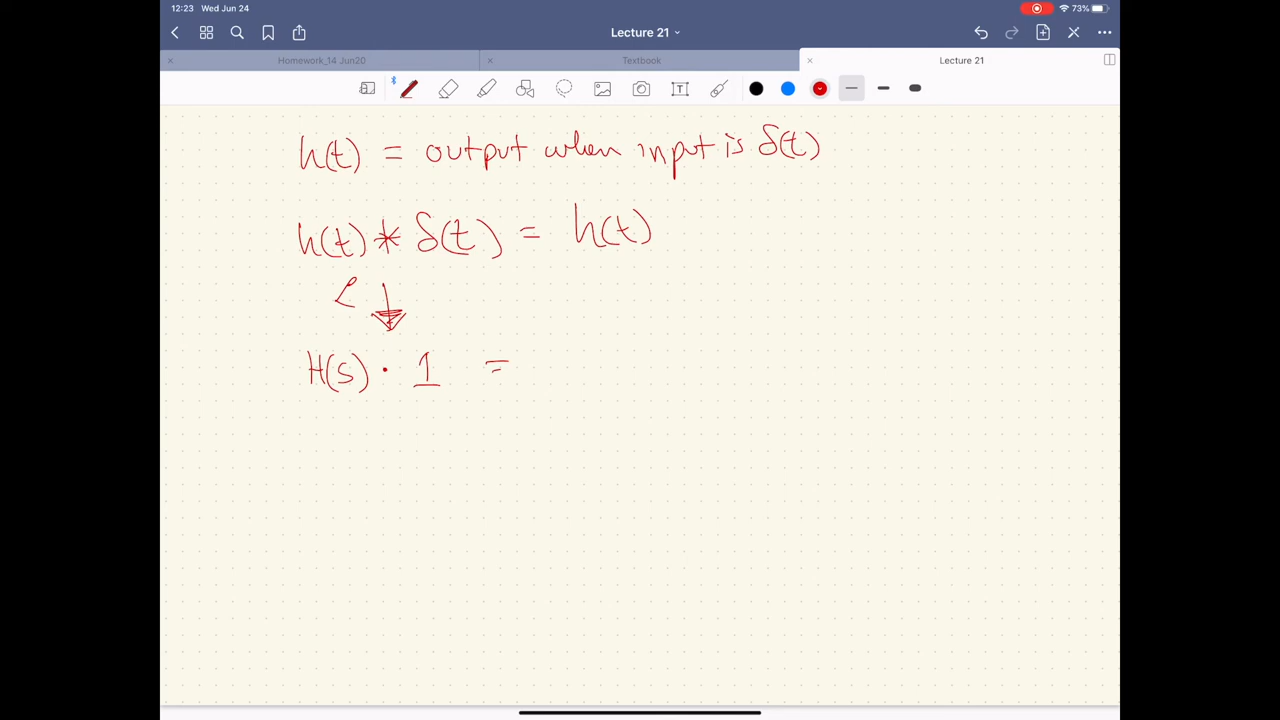 12:23 Wed Jun 24
73%
Lecture 21
Homework_14 Jun20
Textbook
Lecture 21
h(t) = output when input is δ(t)
h(t) * δ(t) = h(t)
ℒ
H(s) · 1 =